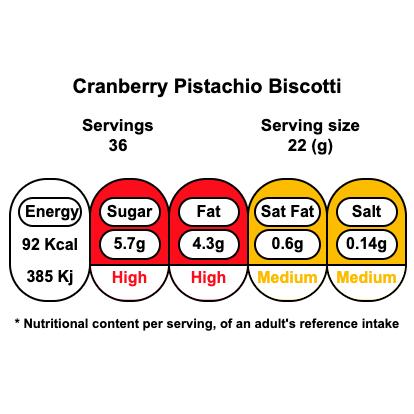 Cranberry Pistachio Biscotti
Servings Serving size
36 22 (g)
Energy Sugar Fat Sat Fat Salt
92 Kcal 5.7g 4.3g 0.6g 0.14g
385 Kj High High Medium Medium
* Nutritional content per serving, of an adult's reference intake